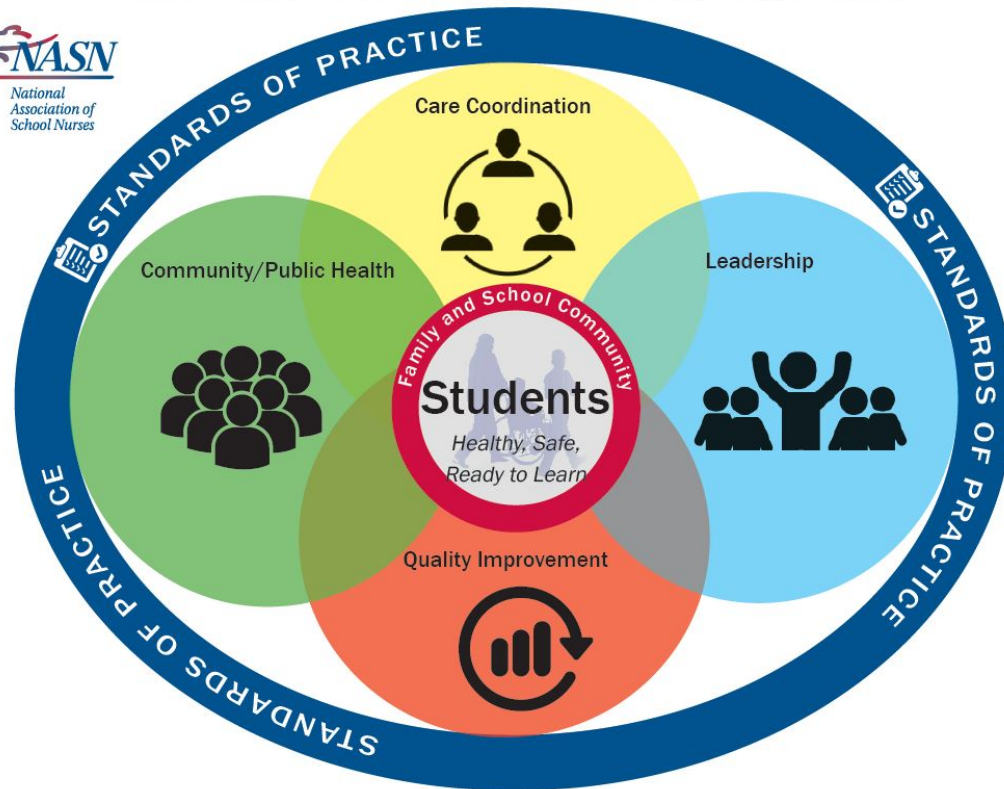 NASN
National
Association of
School Nurses
STANDARDS OF PRACTICE
STANDARDS OF PRACTICE
STANDARDS OF PRACTICE
Care Coordination
Community/Public Health
Leadership
Family and School Community
Students
Healthy, Safe,
Ready to Learn
Quality Improvement